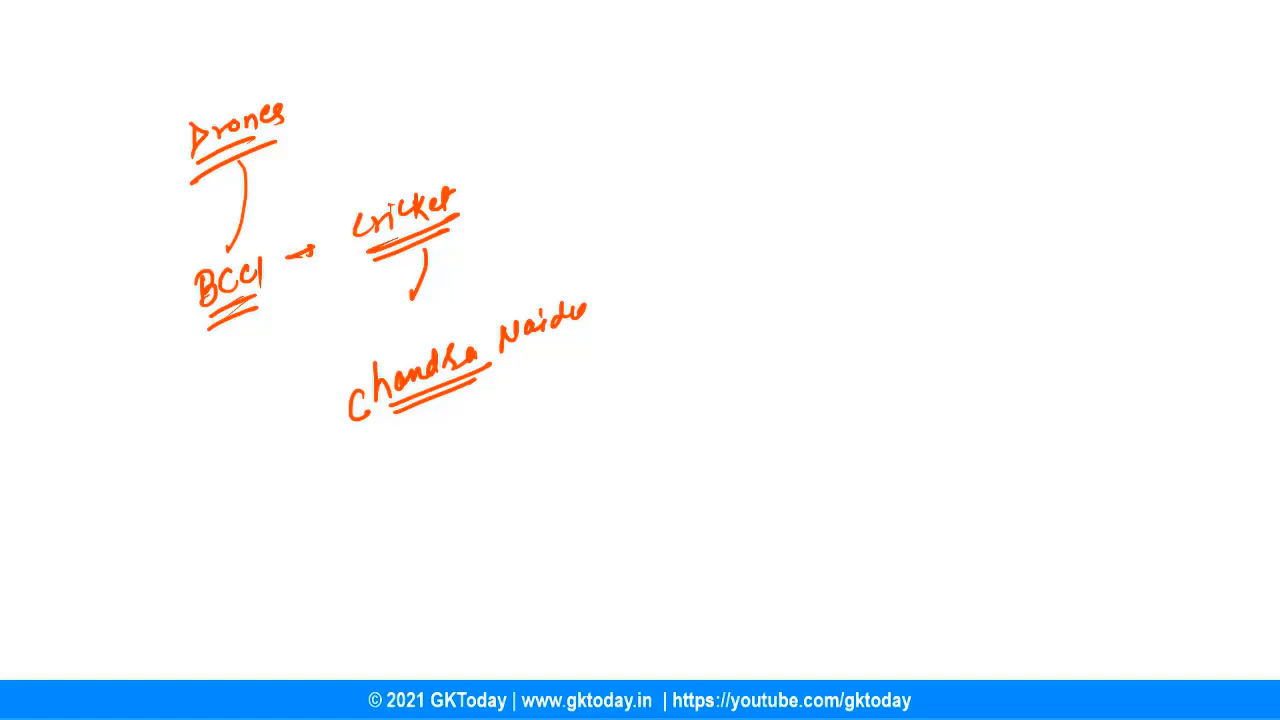 Drones
Cricket
BCCI →
Chandra Naidu
© 2021 GKToday | www.gktoday.in | https://youtube.com/gktoday